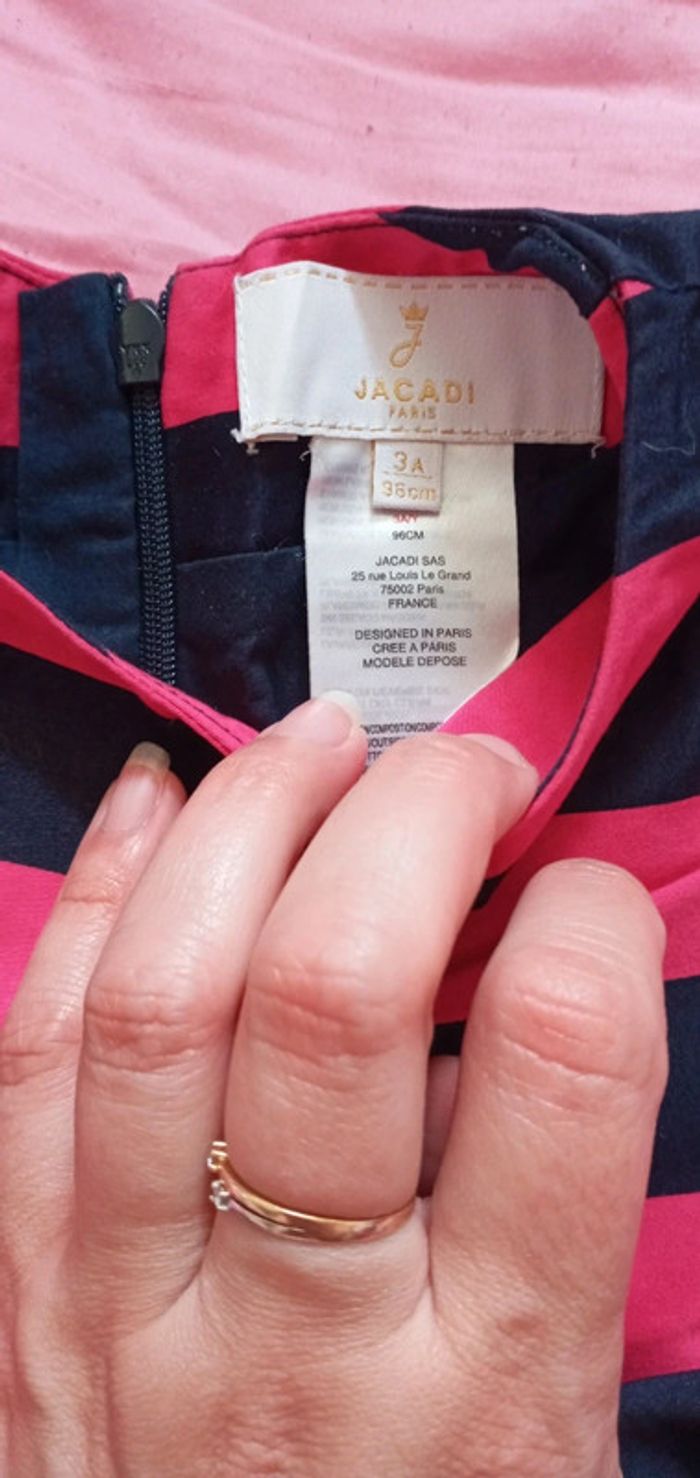 J
JACADI
PARIS
3A
96cm
96CM
JACADI SAS
25 rue Louis Le Grand
75002 Paris
FRANCE
DESIGNED IN PARIS
CREE A PARIS
MODELE DEPOSE